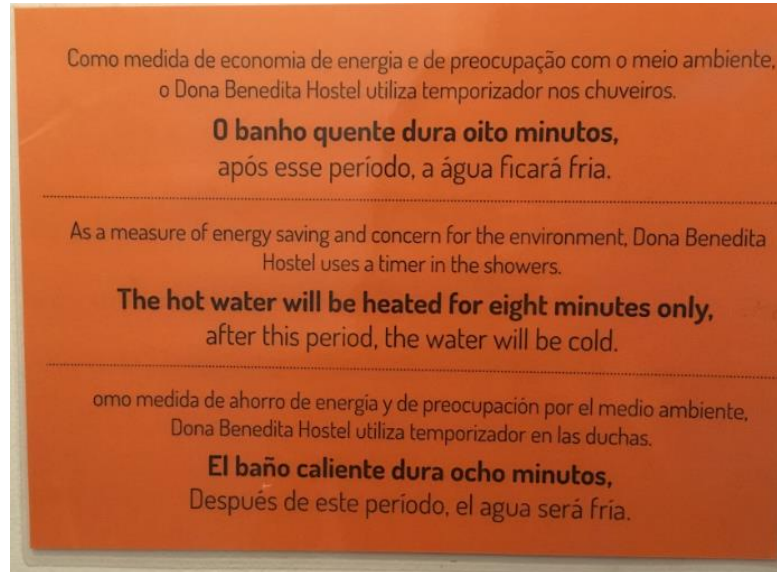 Como medida de economia de energia e de preocupação com o meio ambiente,
o Dona Benedita Hostel utiliza temporizador nos chuveiros.
O banho quente dura oito minutos,
após esse período, a água ficará fria.
As a measure of energy saving and concern for the environment, Dona Benedita
Hostel uses a timer in the showers.
The hot water will be heated for eight minutes only,
after this period, the water will be cold.
omo medida de ahorro de energía y de preocupación por el medio ambiente,
Dona Benedita Hostel utiliza temporizador en las duchas.
El baño caliente dura ocho minutos,
Después de este período, el agua será fría.